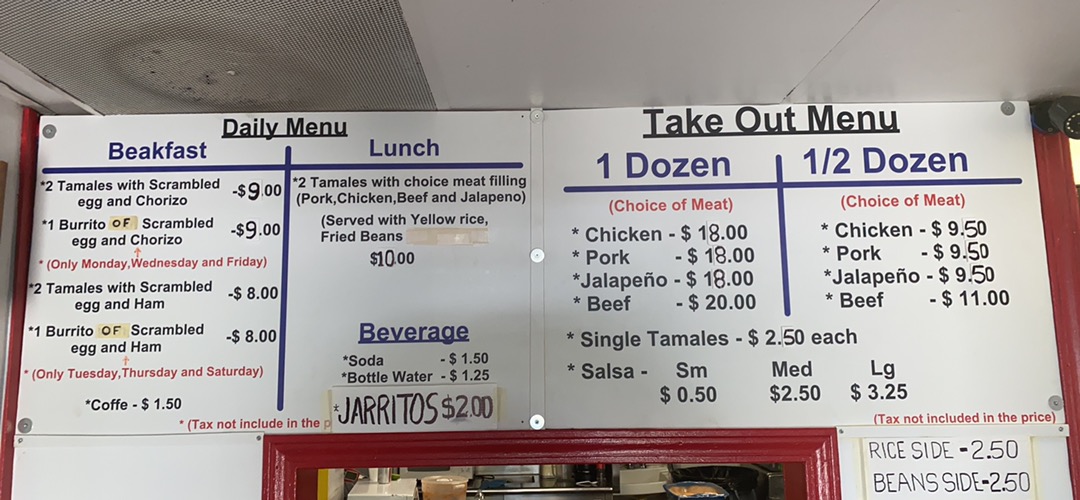 Daily Menu
Beakfast
*2 Tamales with Scrambled
egg and Chorizo
-$9.00
*1 Burrito OF Scrambled
egg and Chorizo
-$9.00
* (Only Monday,Wednesday and Friday)
*2 Tamales with Scrambled
egg and Ham
-$ 8.00
*1 Burrito OF Scrambled
egg and Ham
-$ 8.00
* (Only Tuesday,Thursday and Saturday)
*Coffe - $ 1.50
Lunch
*2 Tamales with choice meat filling
(Pork,Chicken,Beef and Jalapeno)
(Served with Yellow rice,
Fried Beans
$10.00
Beverage
*Soda - $ 1.50
*Bottle Water - $ 1.25
*JARRITOS $2.00
* (Tax not include in the
Take Out Menu
1 Dozen
(Choice of Meat)
* Chicken - $ 18.00
* Pork - $ 18.00
*Jalapeño - $ 18.00
* Beef - $ 20.00
1/2 Dozen
(Choice of Meat)
* Chicken - $ 9.50
* Pork - $ 9.50
*Jalapeño - $ 9.50
* Beef - $ 11.00
* Single Tamales - $ 2.50 each
* Salsa - Sm Med Lg
$ 0.50 $2.50 $ 3.25
(Tax not included in the price)
RICE SIDE -2.50
BEANS SIDE-2.50